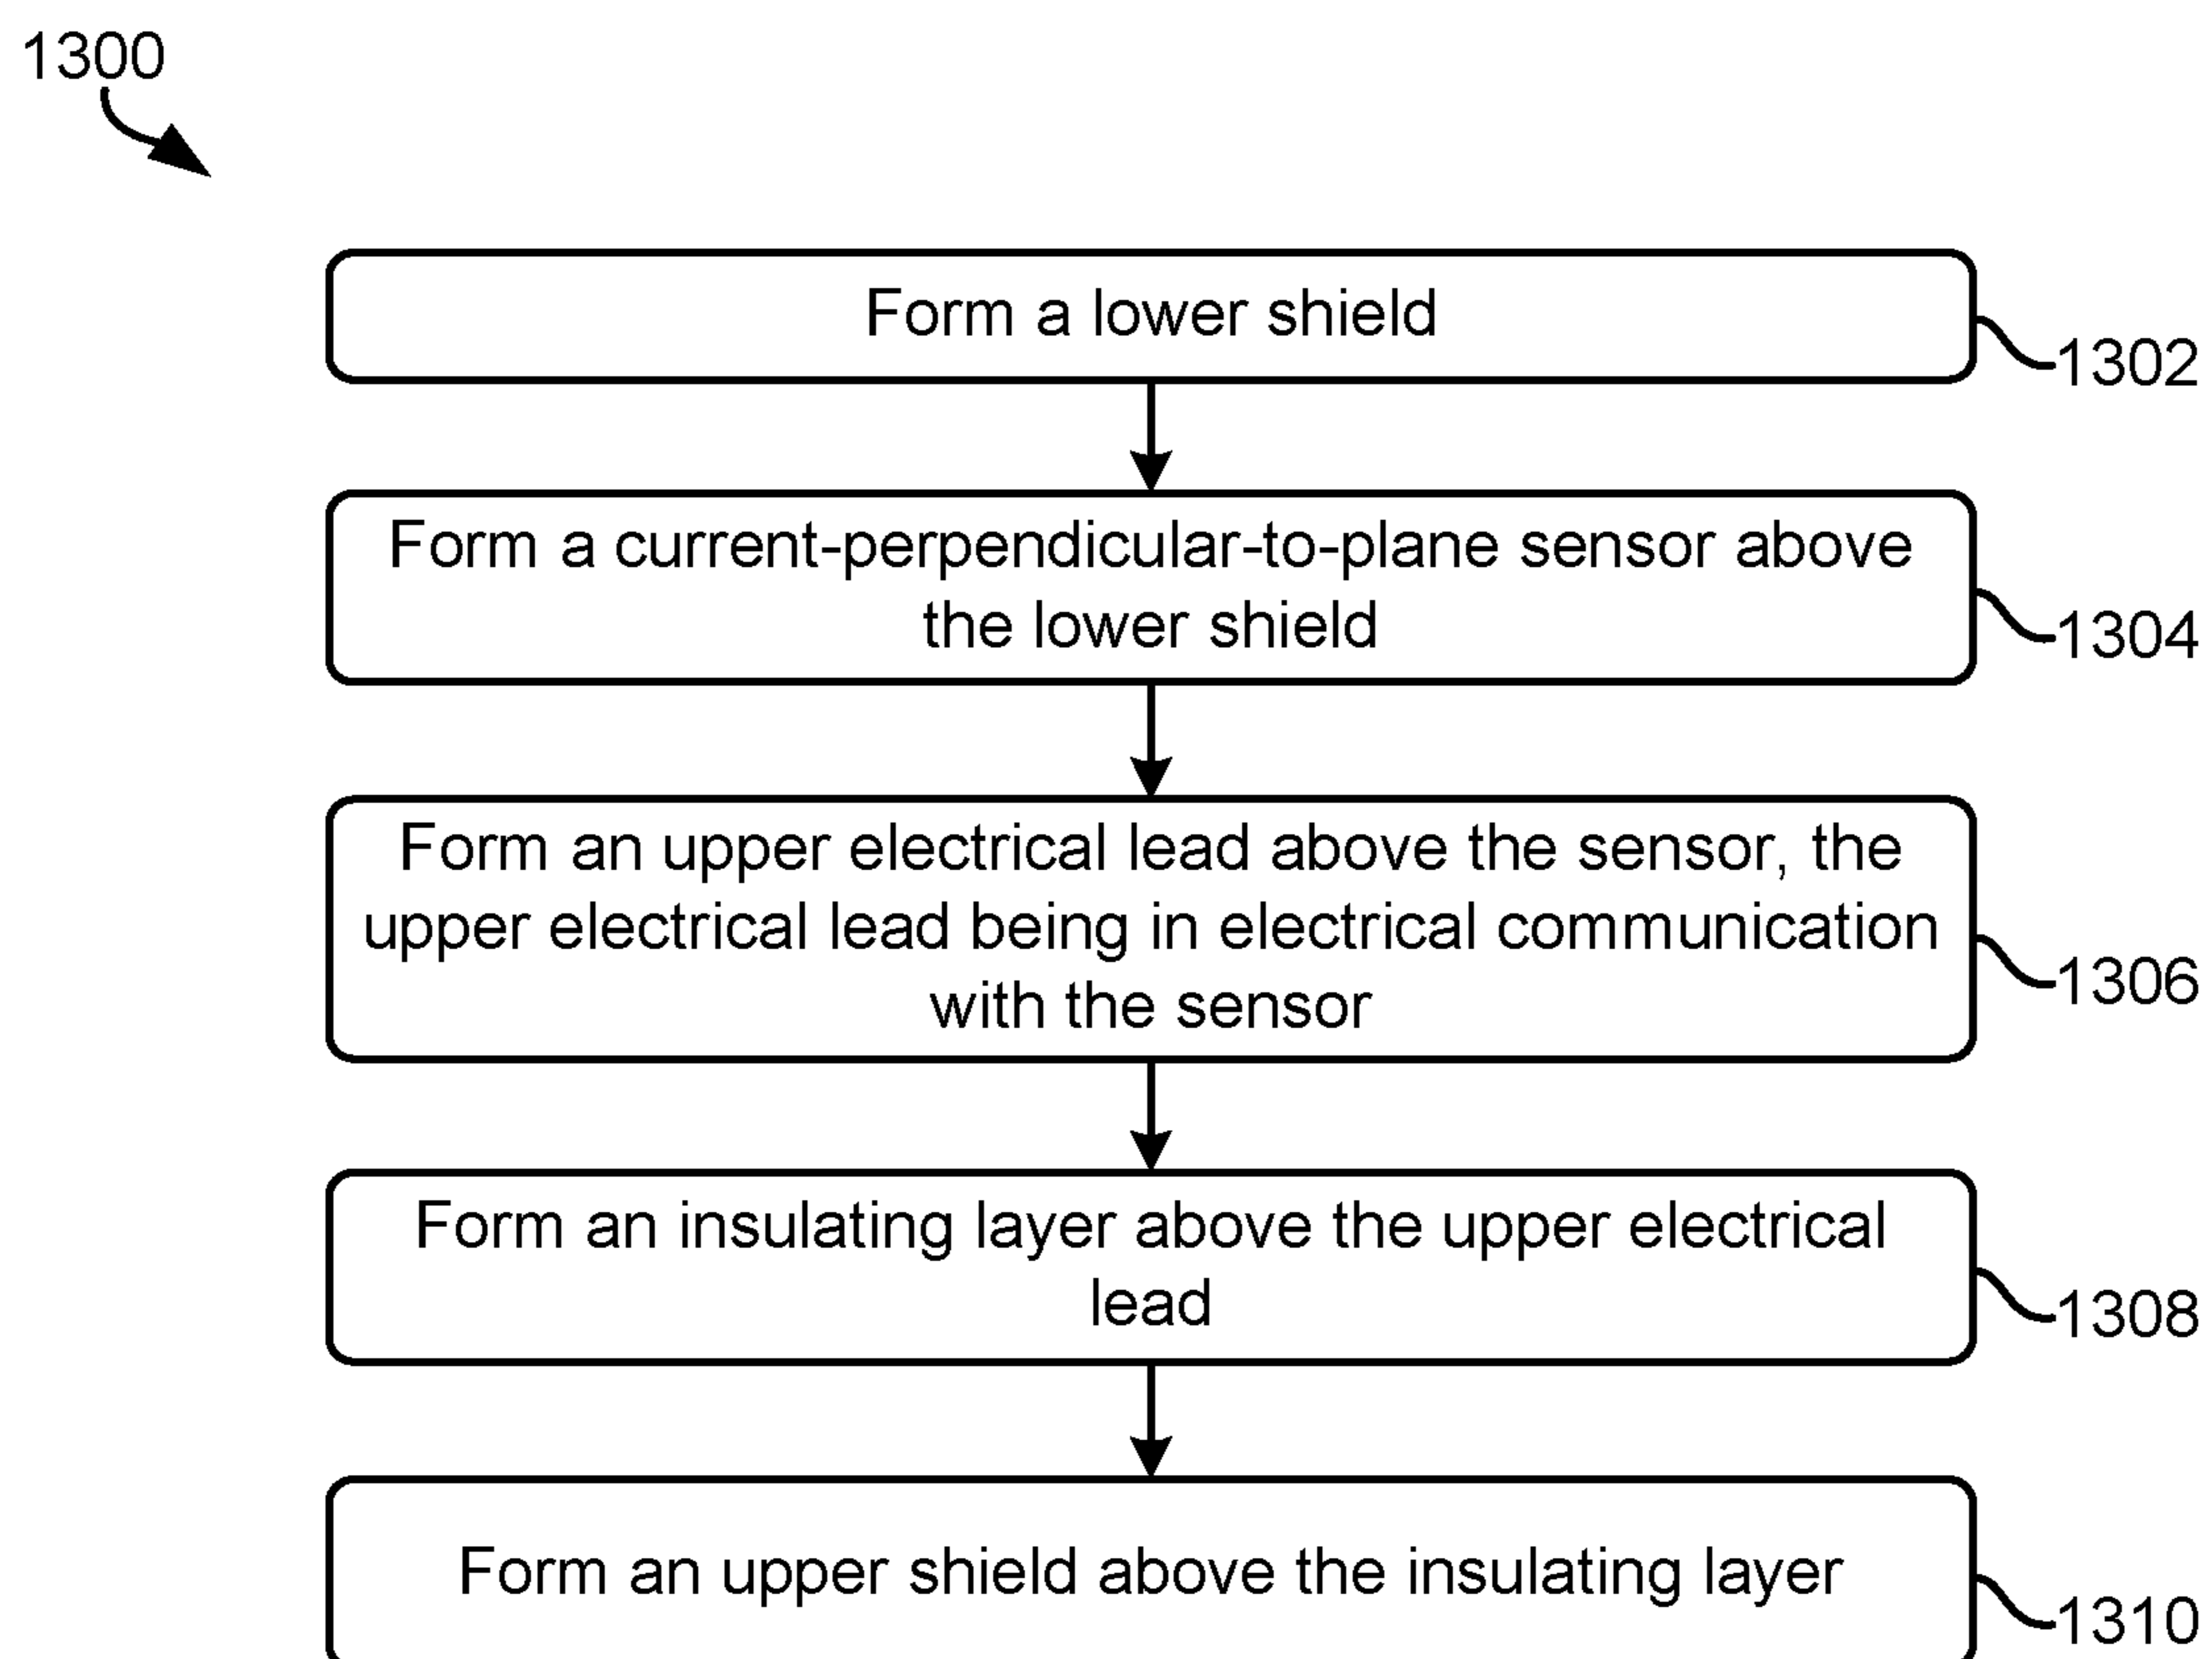 1300
Form a lower shield
1302
Form a current-perpendicular-to-plane sensor above
the lower shield
1304
Form an upper electrical lead above the sensor, the
upper electrical lead being in electrical communication
with the sensor
1306
Form an insulating layer above the upper electrical
lead
1308
Form an upper shield above the insulating layer
1310